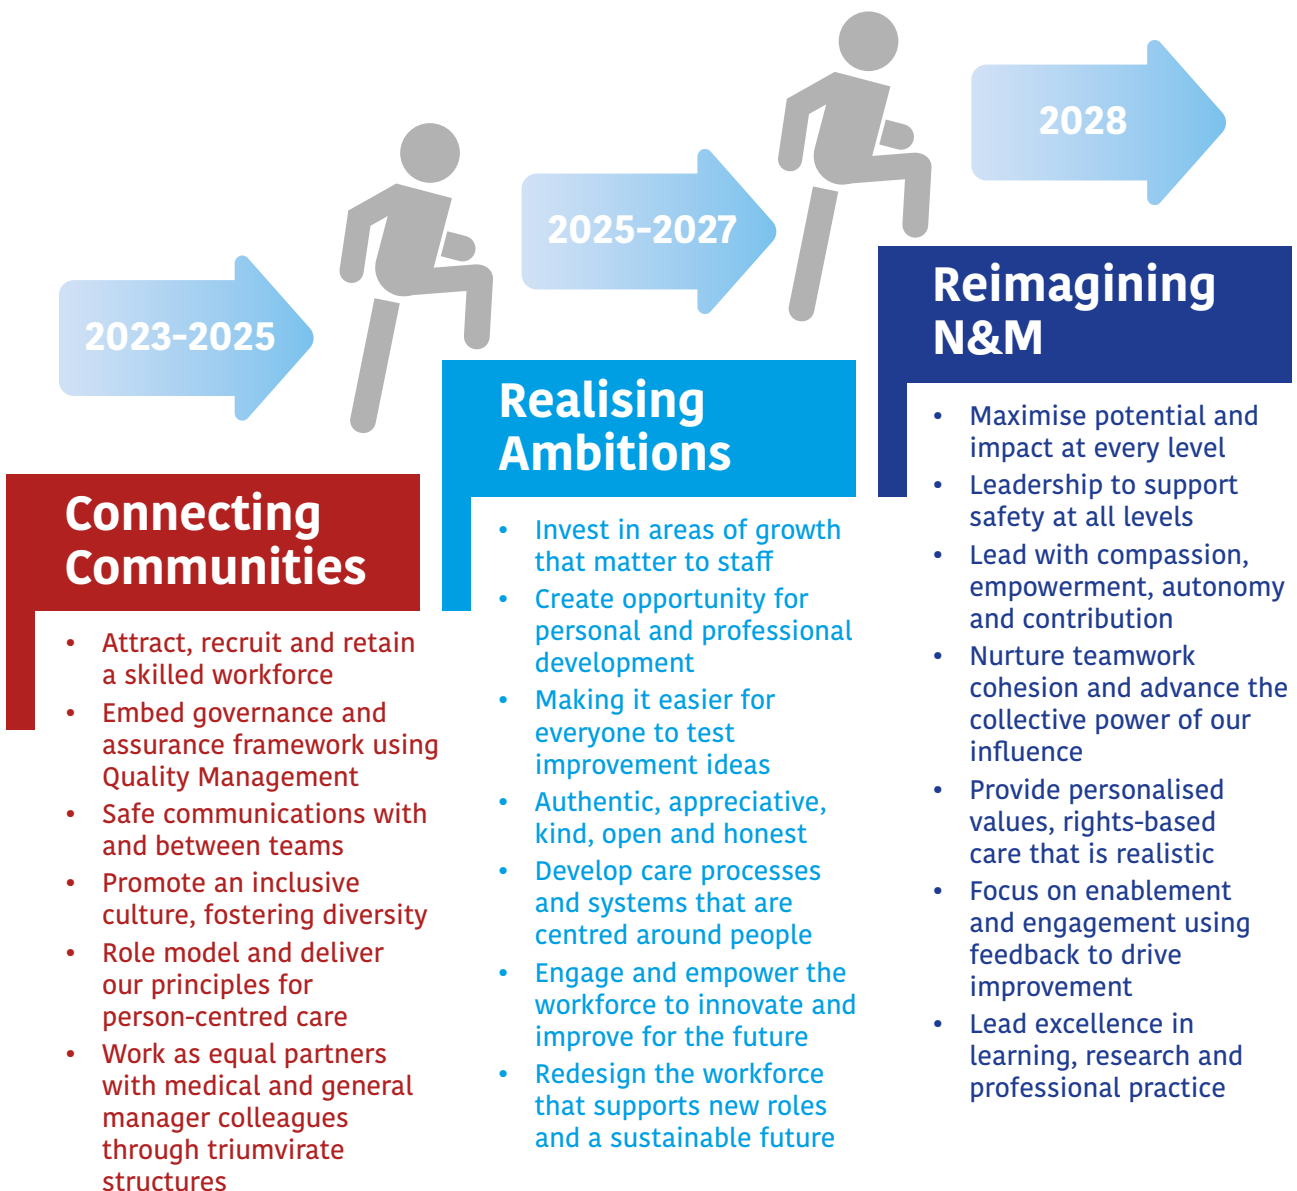 2023-2025
Connecting
Communities
• Attract, recruit and retain
a skilled workforce
• Embed governance and
assurance framework using
Quality Management
• Safe communications with
and between teams
• Promote an inclusive
culture, fostering diversity
• Role model and deliver
our principles for
person-centred care
• Work as equal partners
with medical and general
manager colleagues
through triumvirate
structures
2025-2027
Realising
Ambitions
• Invest in areas of growth
that matter to staff
• Create opportunity for
personal and professional
development
• Making it easier for
everyone to test
improvement ideas
• Authentic, appreciative,
kind, open and honest
• Develop care processes
and systems that are
centred around people
• Engage and empower the
workforce to innovate and
improve for the future
• Redesign the workforce
that supports new roles
and a sustainable future
2028
Reimagining
N&M
• Maximise potential and
impact at every level
• Leadership to support
safety at all levels
• Lead with compassion,
empowerment, autonomy
and contribution
• Nurture teamwork
cohesion and advance the
collective power of our
influence
• Provide personalised
values, rights-based
care that is realistic
• Focus on enablement
and engagement using
feedback to drive
improvement
• Lead excellence in
learning, research and
professional practice